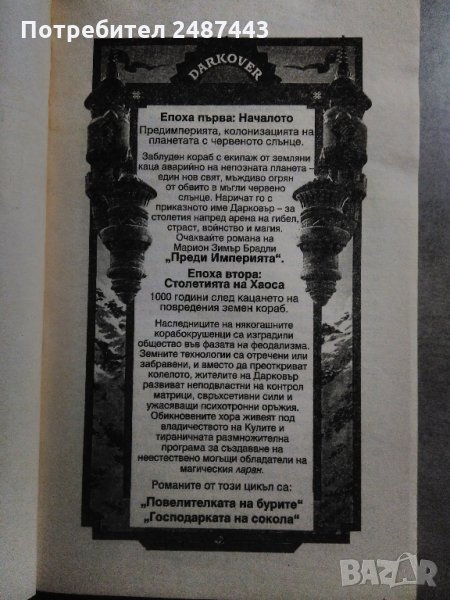 Потребител 2487443
DARKOVER
Епоха първа: Началото
Предимперията, колонизацията на
планетата с червеното слънце.
Заблуден кораб с екипаж от земляни
каца аварийно на непозната планета –
един нов свят, мъждиво огрян
от обвито в мъгли червено
слънце. Наричат го с
приказното име Дарковър – за
столетия напред арена на гибел,
страст, войнство и магия.
Очаквайте романа на
Марион Зимър Брадли
„Преди Империята“.
Епоха втора:
Столетията на Хаоса
1000 години след кацането на
повредения земен кораб.
Наследниците на някогашните
корабокрушенци са изградили
общество във фазата на феодализма.
Земните технологии са отречени или
забравени, и вместо да преоткриват
колелото, жителите на Дарковър
развиват неподвластни на контрол
матрици, свръхсетивни сили и
ужасяващи психотронни оръжия.
Обикновените хора живеят под
владичеството на Кулите и
тираничната размножителна
програма за създаване на
неестествено могъщи обладатели на
магическия ларан.
Романите от този цикъл са:
„Повелителката на бурите“
„Господарката на сокола“
BAZAR